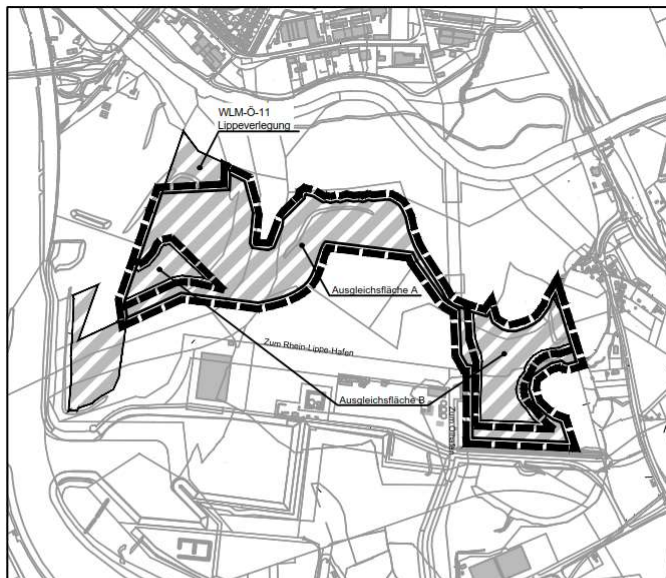 WLM-Ö-11
Lippeverlegung
Ausgleichsfläche A
Zum Rhein-Lippe-Hafen
Ausgleichsfläche B